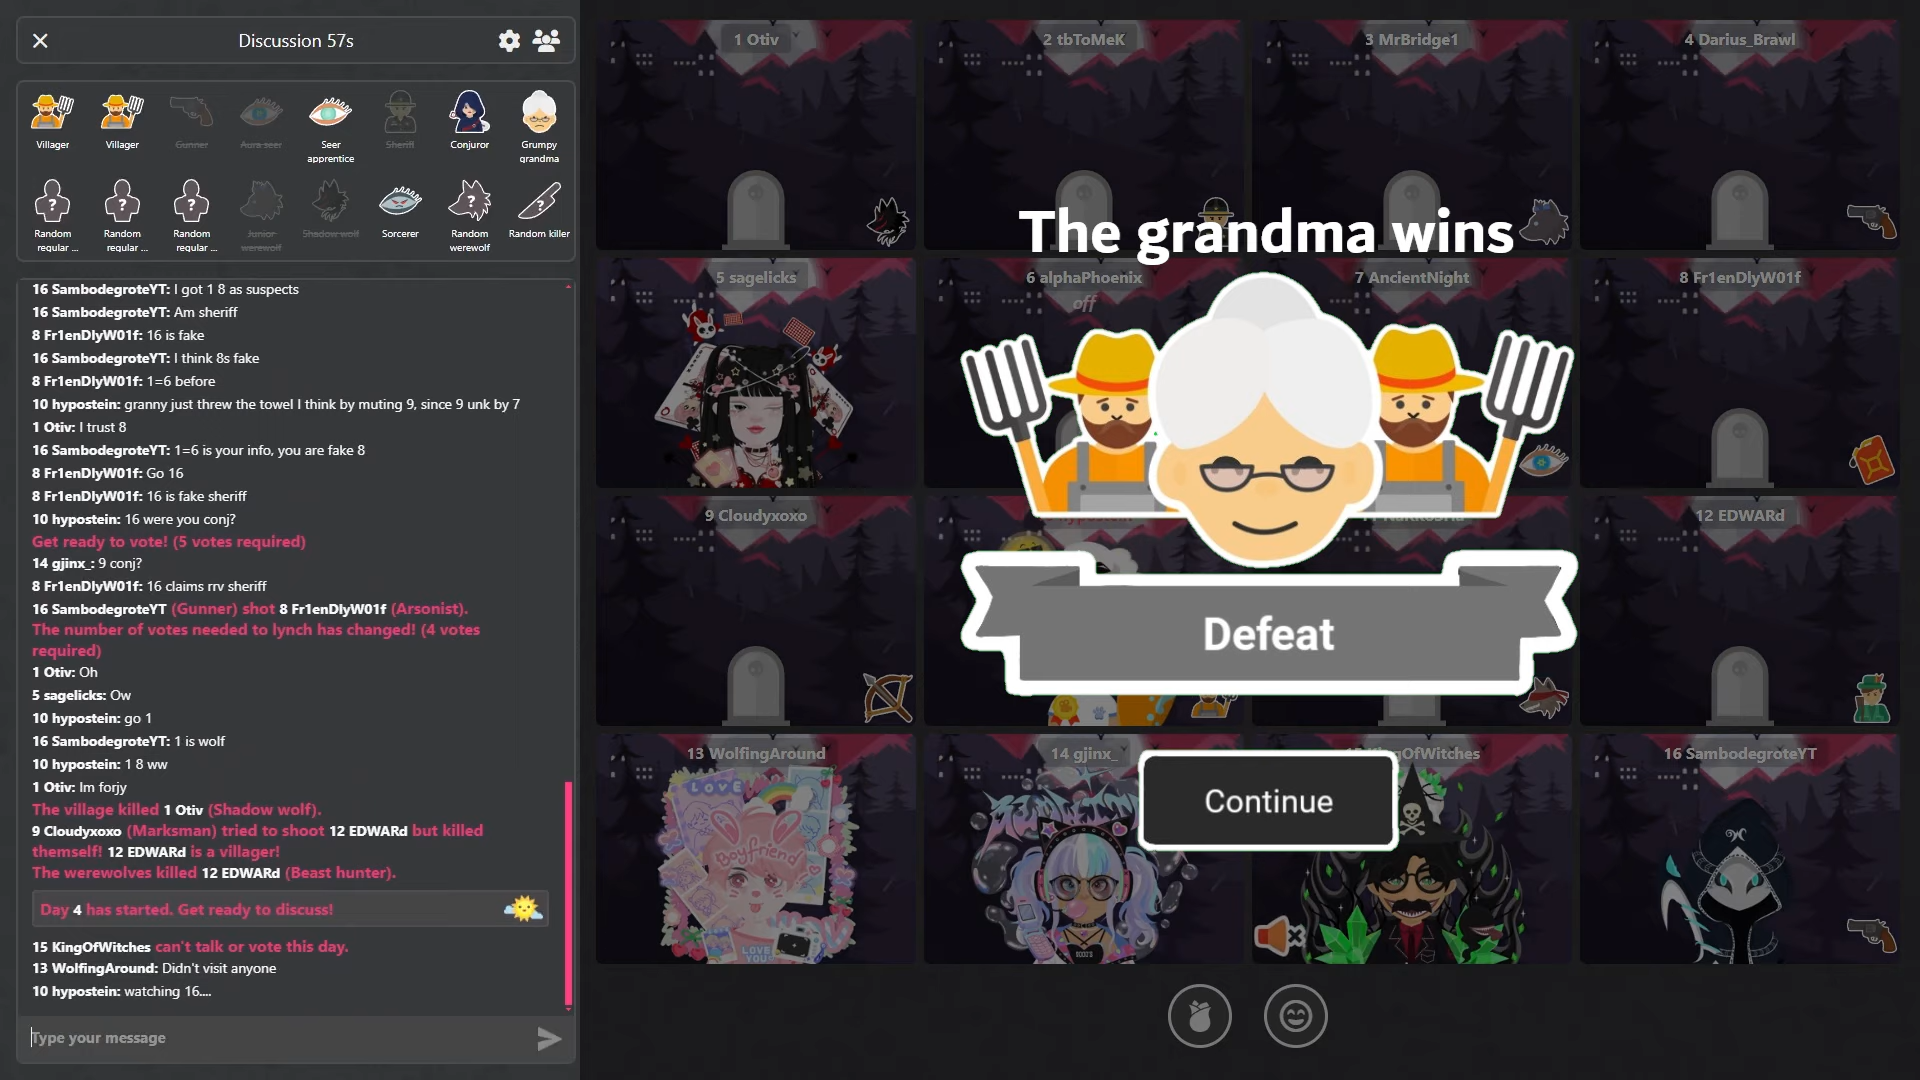 Discussion 57s
Villager
Villager
Gunner
Aura seer
Seer
apprentice
Sheriff
Conjuror
Grumpy
grandma
Random
regular ...
Random
regular ...
Random
regular ...
Junior
werewolf
Shadow wolf
Sorcerer
Random
werewolf
Random killer
16 SambodegroteYT: I got 1 8 as suspects
16 SambodegroteYT: Am sheriff
8 Fr1enDlyW01f: 16 is fake
16 SambodegroteYT: I think 8s fake
8 Fr1enDlyW01f: 1=6 before
10 hypostein: granny just threw the towel I think by muting 9, since 9 unk by 7
1 Otiv: I trust 8
16 SambodegroteYT: 1=6 is your info, you are fake 8
8 Fr1enDlyW01f: Go 16
8 Fr1enDlyW01f: 16 is fake sheriff
10 hypostein: 16 were you conj?
Get ready to vote! (5 votes required)
14 gjinx_: 9 conj?
8 Fr1enDlyW01f: 16 claims rrv sheriff
16 SambodegroteYT (Gunner) shot 8 Fr1enDlyW01f (Arsonist).
The number of votes needed to lynch has changed! (4 votes
required)
1 Otiv: Oh
5 sagelicks: Ow
10 hypostein: go 1
16 SambodegroteYT: 1 is wolf
10 hypostein: 1 8 ww
1 Otiv: Im forjy
The village killed 1 Otiv (Shadow wolf).
9 Cloudyxoxo (Marksman) tried to shoot 12 EDWARd but killed
themself! 12 EDWARd is a villager!
The werewolves killed 12 EDWARd (Beast hunter).
Day 4 has started. Get ready to discuss!
15 KingOfWitches can't talk or vote this day.
13 WolfingAround: Didn't visit anyone
10 hypostein: watching 16....
Type your message
1 Otiv
2 tbToMeK
3 MrBridge1
4 Darius_Brawl
The grandma wins
5 sagelicks
6 alphaPhoenix
off
7 AncientNight
8 Fr1enDlyW01f
9 Cloudyxoxo
12 EDWARd
Defeat
13 WolfingAround
14 gjinx_
16 SambodegroteYT
Continue
LOVE
Boyfriend
LOVE
YOU